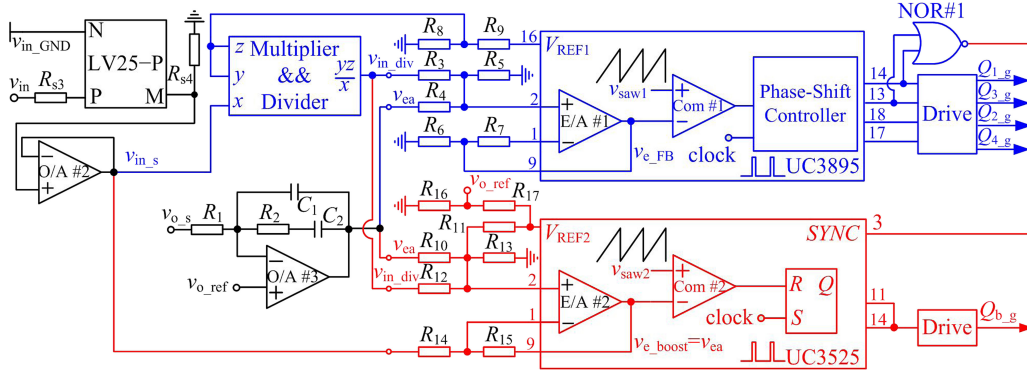 NOR#1
N
LV25-P
P M
v_in_GND
v_in
R_s3
R_s4
z Multiplier
y &&
x Divider
yz/x
v_in_div
v_ea
R_8 R_9
R_3 R_5
R_4
R_6 R_7
16 V_REF1
2
1
9
v_saw1
+
−
E/A #1
+
−
Com #1
v_e_FB
clock
Phase-Shift
Controller
UC3895
14
13
18
17
Drive
Q_1_g
Q_3_g
Q_2_g
Q_4_g
−
+
O/A #2
v_in_s
v_o_s
R_1
R_2
C_1
C_2
−
+
O/A #3
v_o_ref
v_o_ref
R_16 R_17
R_11
v_ea
R_10 R_13
v_in_div
R_12
R_14 R_15
V_REF2
2
1
9
v_saw2
+
−
E/A #2
+
−
Com #2
v_e_boost=v_ea
clock
R Q
S
SYNC
3
11
14
UC3525
Drive
Q_b_g